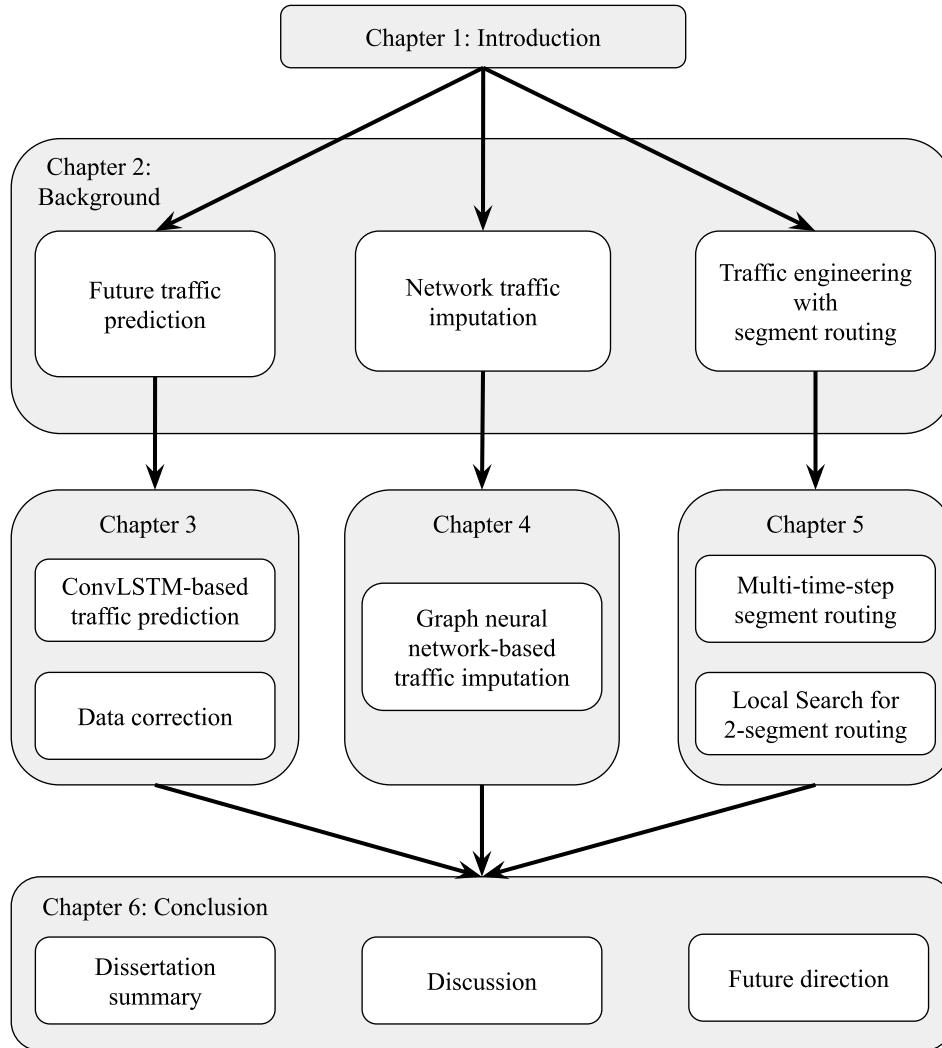 Chapter 1: Introduction
Chapter 2:
Background
Future traffic
prediction
Network traffic
imputation
Traffic engineering
with
segment routing
Chapter 3
ConvLSTM-based
traffic prediction
Data correction
Chapter 4
Graph neural
network-based
traffic imputation
Chapter 5
Multi-time-step
segment routing
Local Search for
2-segment routing
Chapter 6: Conclusion
Dissertation
summary
Discussion
Future direction